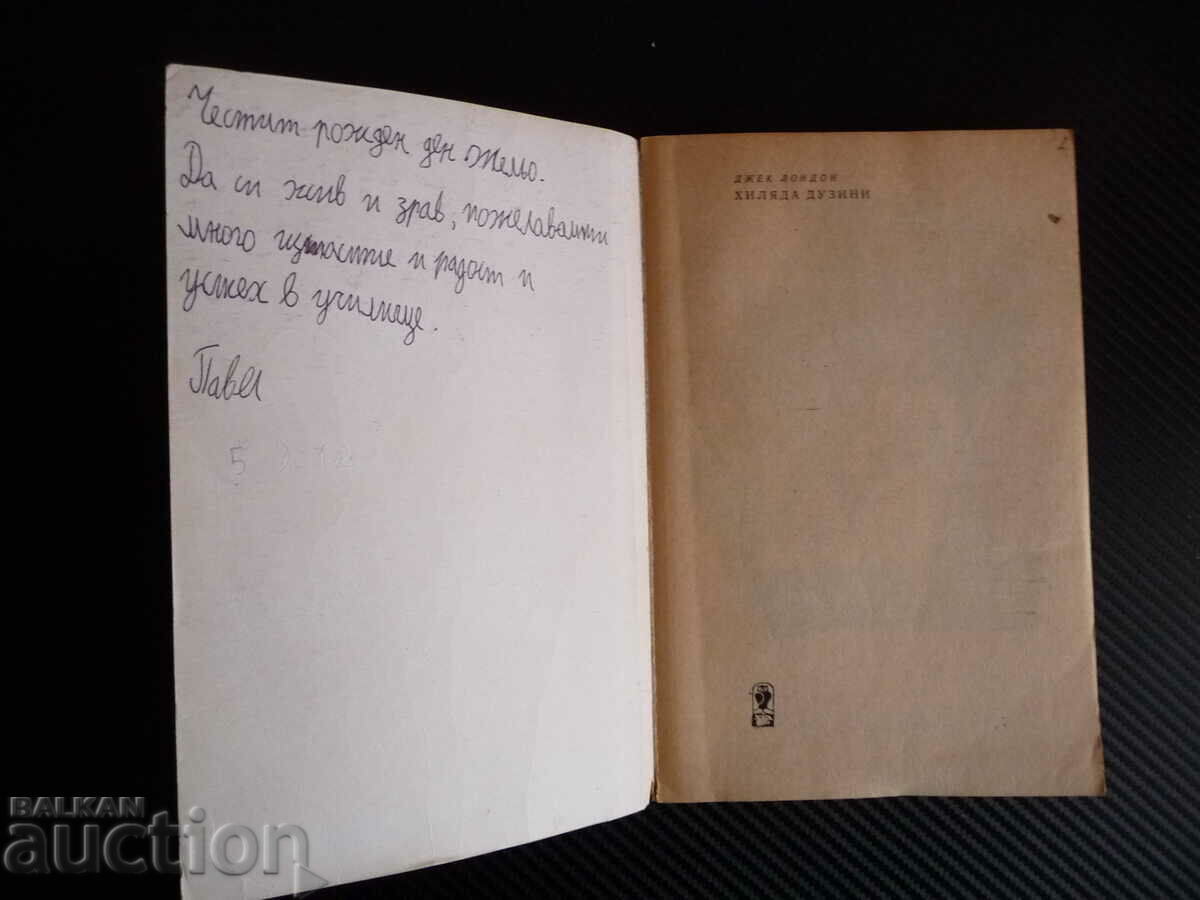 Честит рожден ден Жельо.
Да си жив и здрав, пожелавам ти
много щастие и радост и
успех в училище.
Павел
5
ДЖЕК ЛОНДОН
ХИЛЯДА ДУЗИНИ
BALKAN
auction